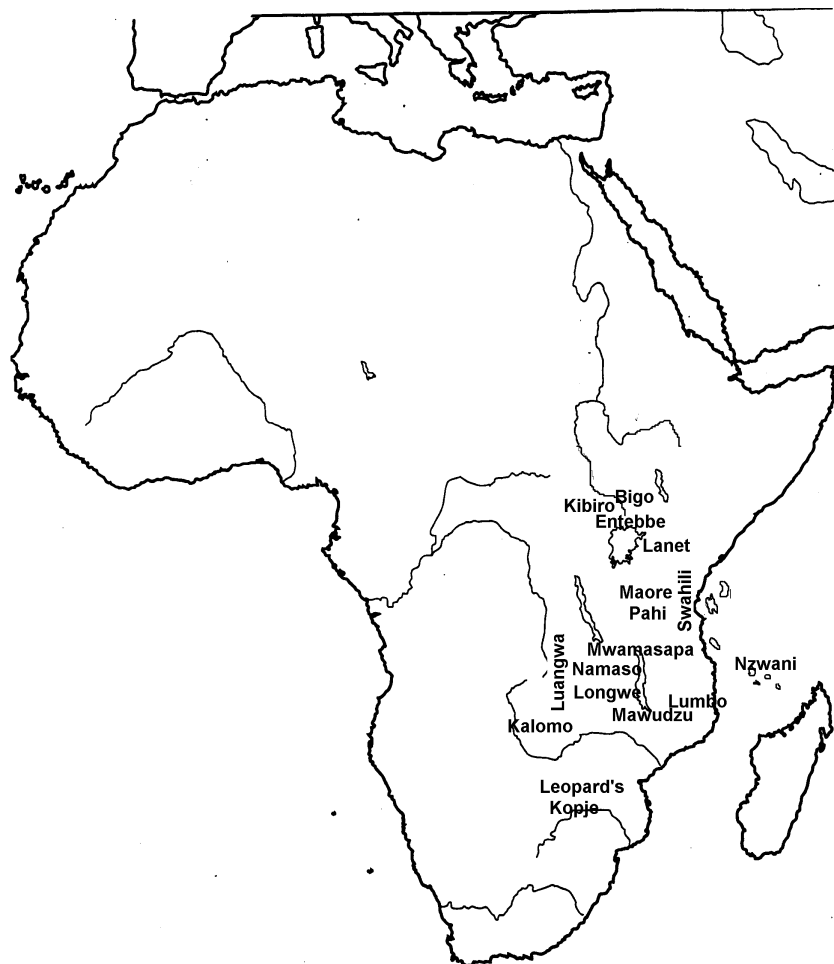 Bigo
Kibiro
Entebbe
Lanet
Swahili
Maore
Pahi
Mwamasapa
Nzwani
Namaso
Luangwa
Longwe
Lumbo
Mawudzu
Kalomo
Leopard's
Kopje